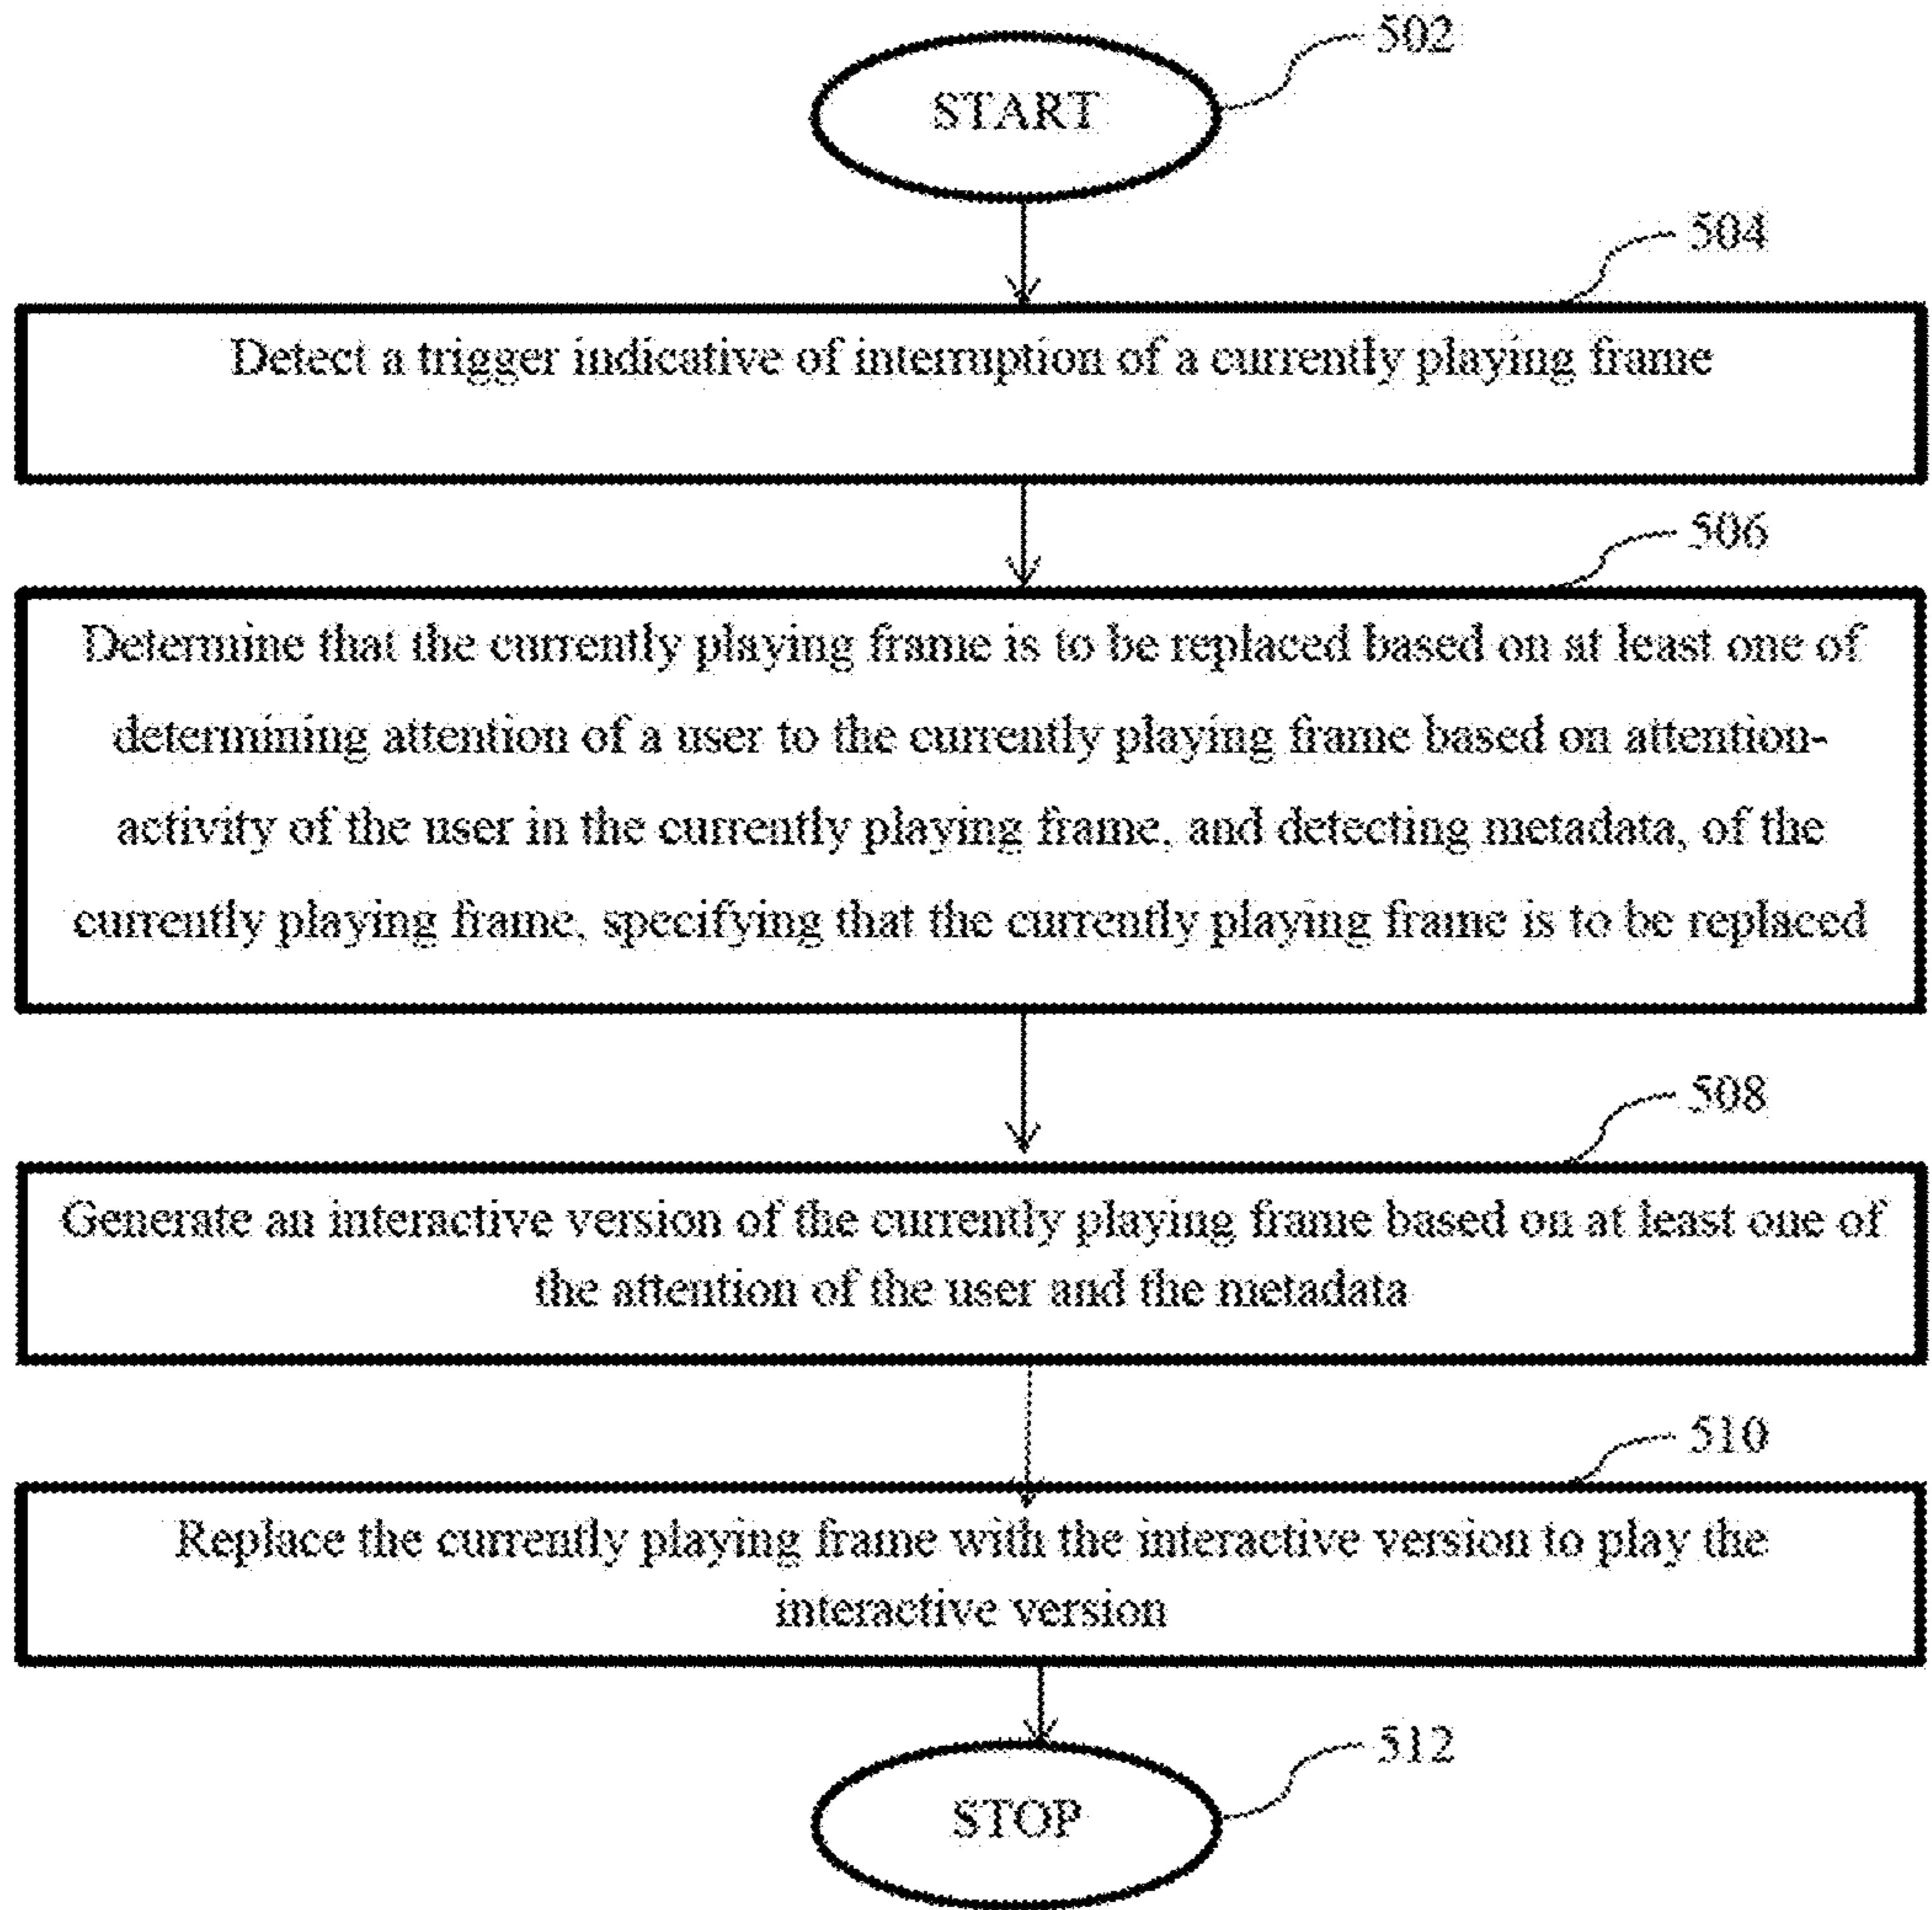 502
START
504
Detect a trigger indicative of interruption of a currently playing frame
506
Determine that the currently playing frame is to be replaced based on at least one of
determining attention of a user to the currently playing frame based on attention-
activity of the user in the currently playing frame, and detecting metadata, of the
currently playing frame, specifying that the currently playing frame is to be replaced
508
Generate an interactive version of the currently playing frame based on at least one of
the attention of the user and the metadata
510
Replace the currently playing frame with the interactive version to play the
interactive version
512
STOP